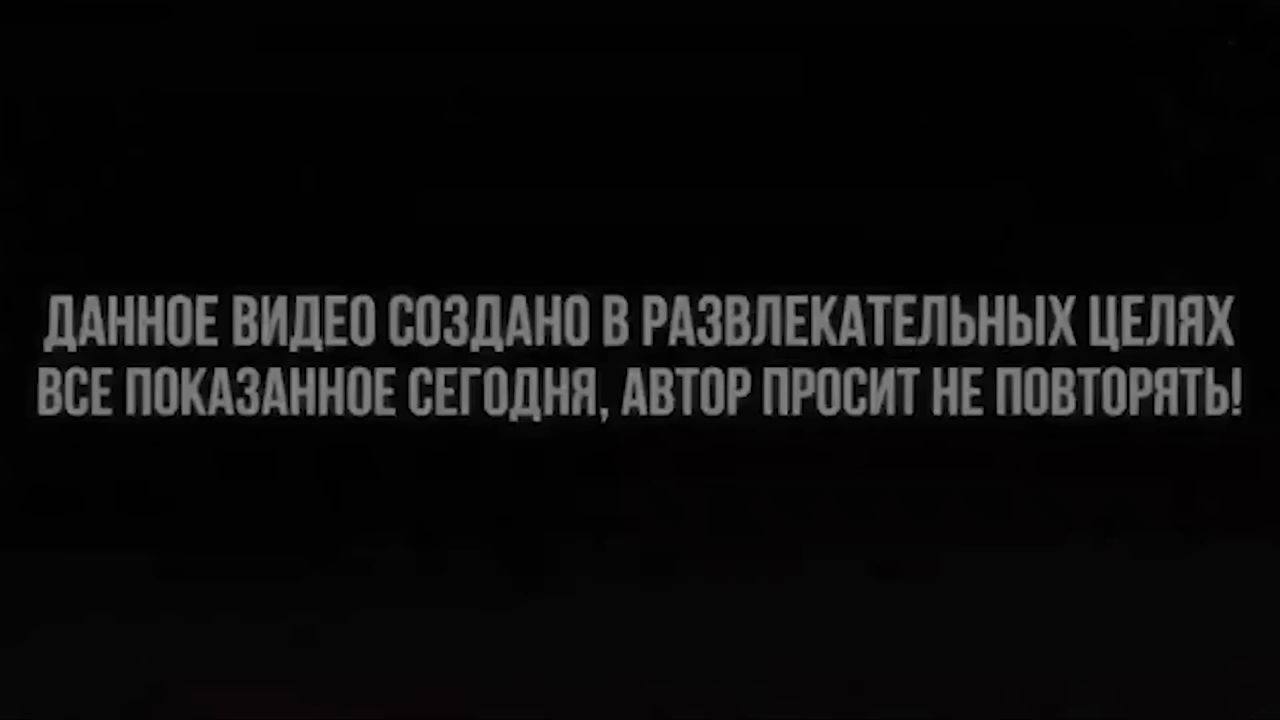 ДАННОЕ ВИДЕО СОЗДАНО В РАЗВЛЕКАТЕЛЬНЫХ ЦЕЛЯХ
ВСЕ ПОКАЗАННОЕ СЕГОДНЯ, АВТОР ПРОСИТ НЕ ПОВТОРЯТЬ!